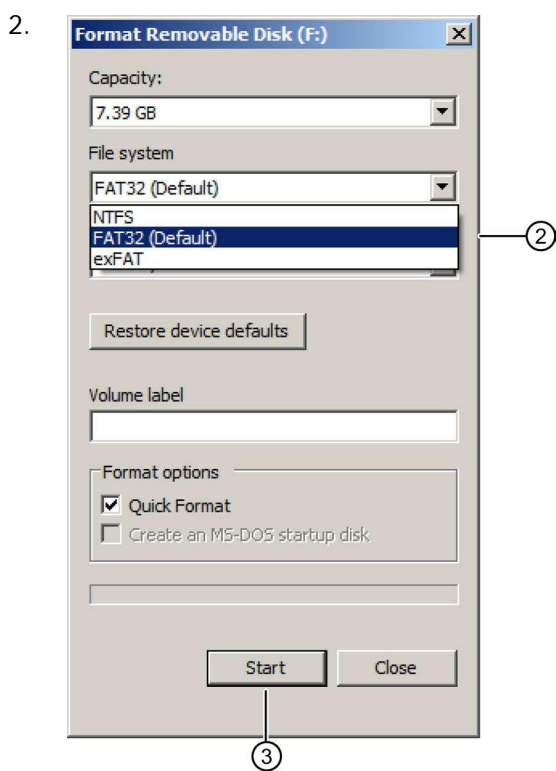 2.
Format Removable Disk (F:)
Capacity:
7.39 GB
File system
FAT32 (Default)
NTFS
FAT32 (Default)
exFAT
2
Restore device defaults
Volume label
Format options
Quick Format
Create an MS-DOS startup disk
Start
Close
3